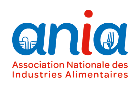 ania
Association Nationale des
Industries Alimentaires